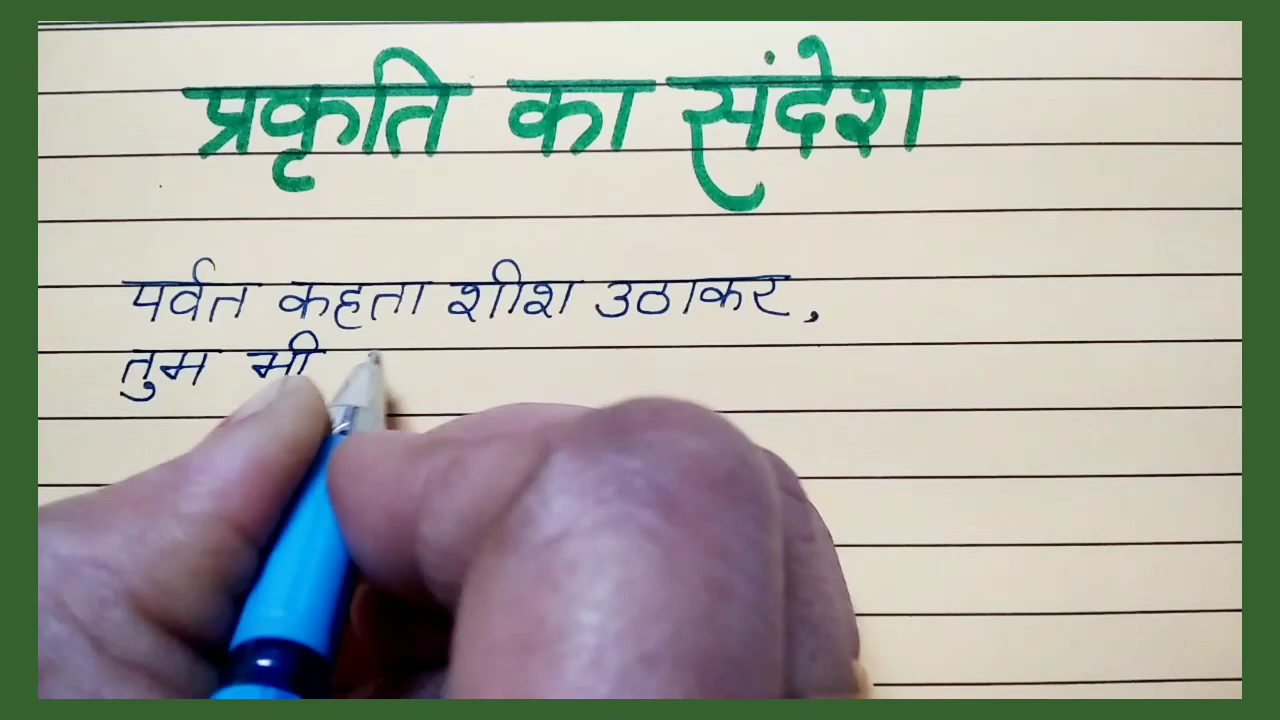 प्रकृति का संदेश
पर्वत कहता शीश उठाकर,
तुम भी